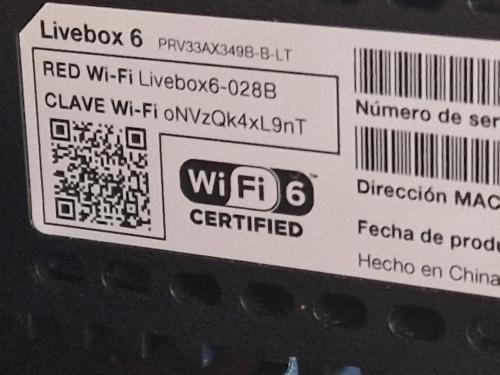 Livebox 6 PRV33AX349B-B-LT
RED Wi-Fi Livebox6-028B
CLAVE Wi-Fi oNVzQk4xL9nT
Wi Fi 6 ™
CERTIFIED
Número de ser
Dirección MAC
Fecha de produ
Hecho en China